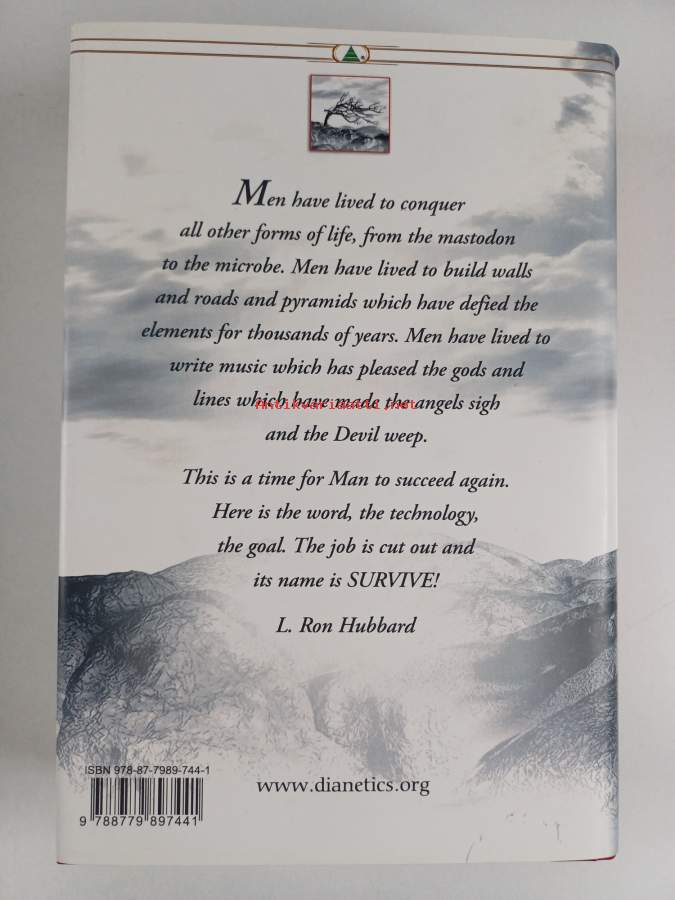 Men have lived to conquer
all other forms of life, from the mastodon
to the microbe. Men have lived to build walls
and roads and pyramids which have defied the
elements for thousands of years. Men have lived to
write music which has pleased the gods and
lines which have made the angels sigh
Antikvariaatti.net
and the Devil weep.
This is a time for Man to succeed again.
Here is the word, the technology,
the goal. The job is cut out and
its name is SURVIVE!
L. Ron Hubbard
ISBN 978-87-7989-744-1
9 788779 897441
www.dianetics.org